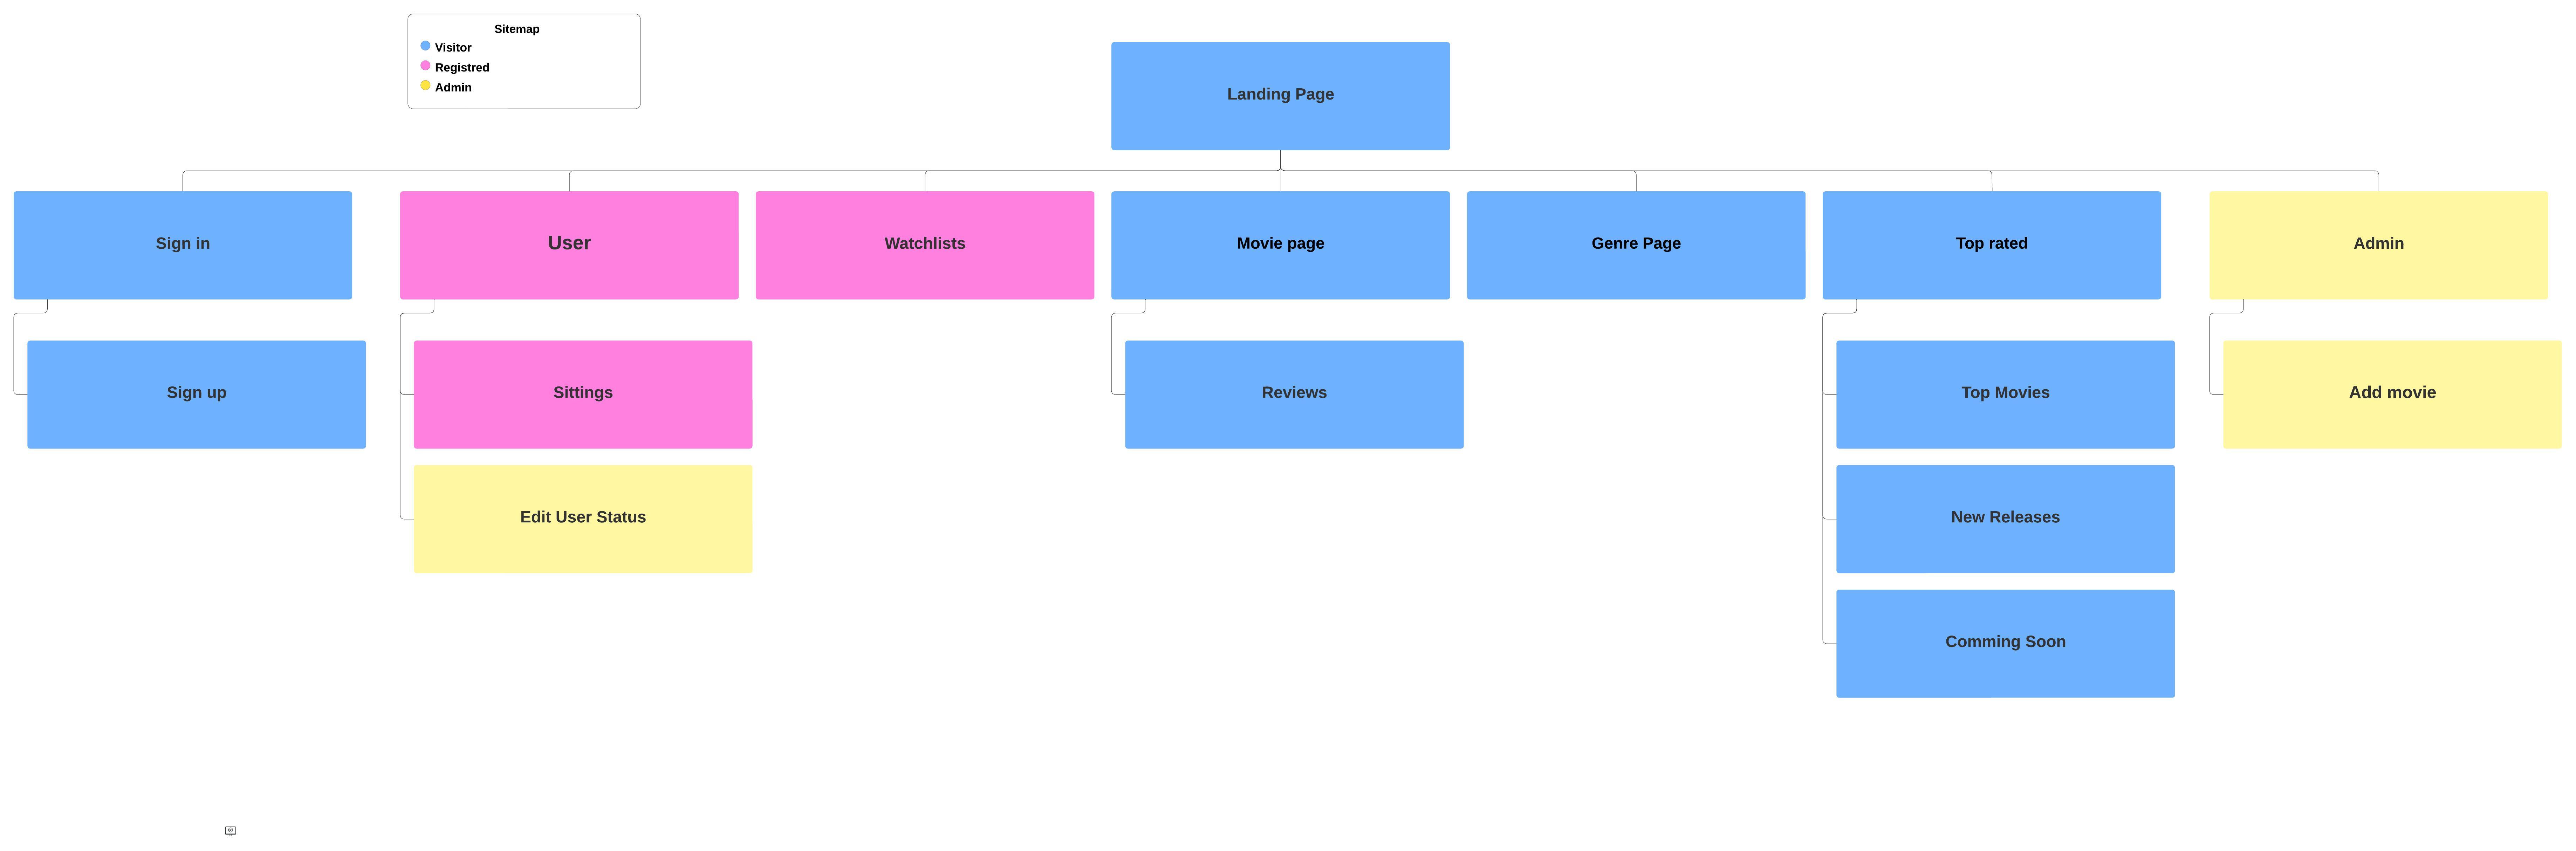 Sitemap
Visitor
Registred
Admin
Landing Page
Sign in
User
Watchlists
Movie page
Genre Page
Top rated
Admin
Sign up
Sittings
Reviews
Top Movies
Add movie
Edit User Status
New Releases
Comming Soon